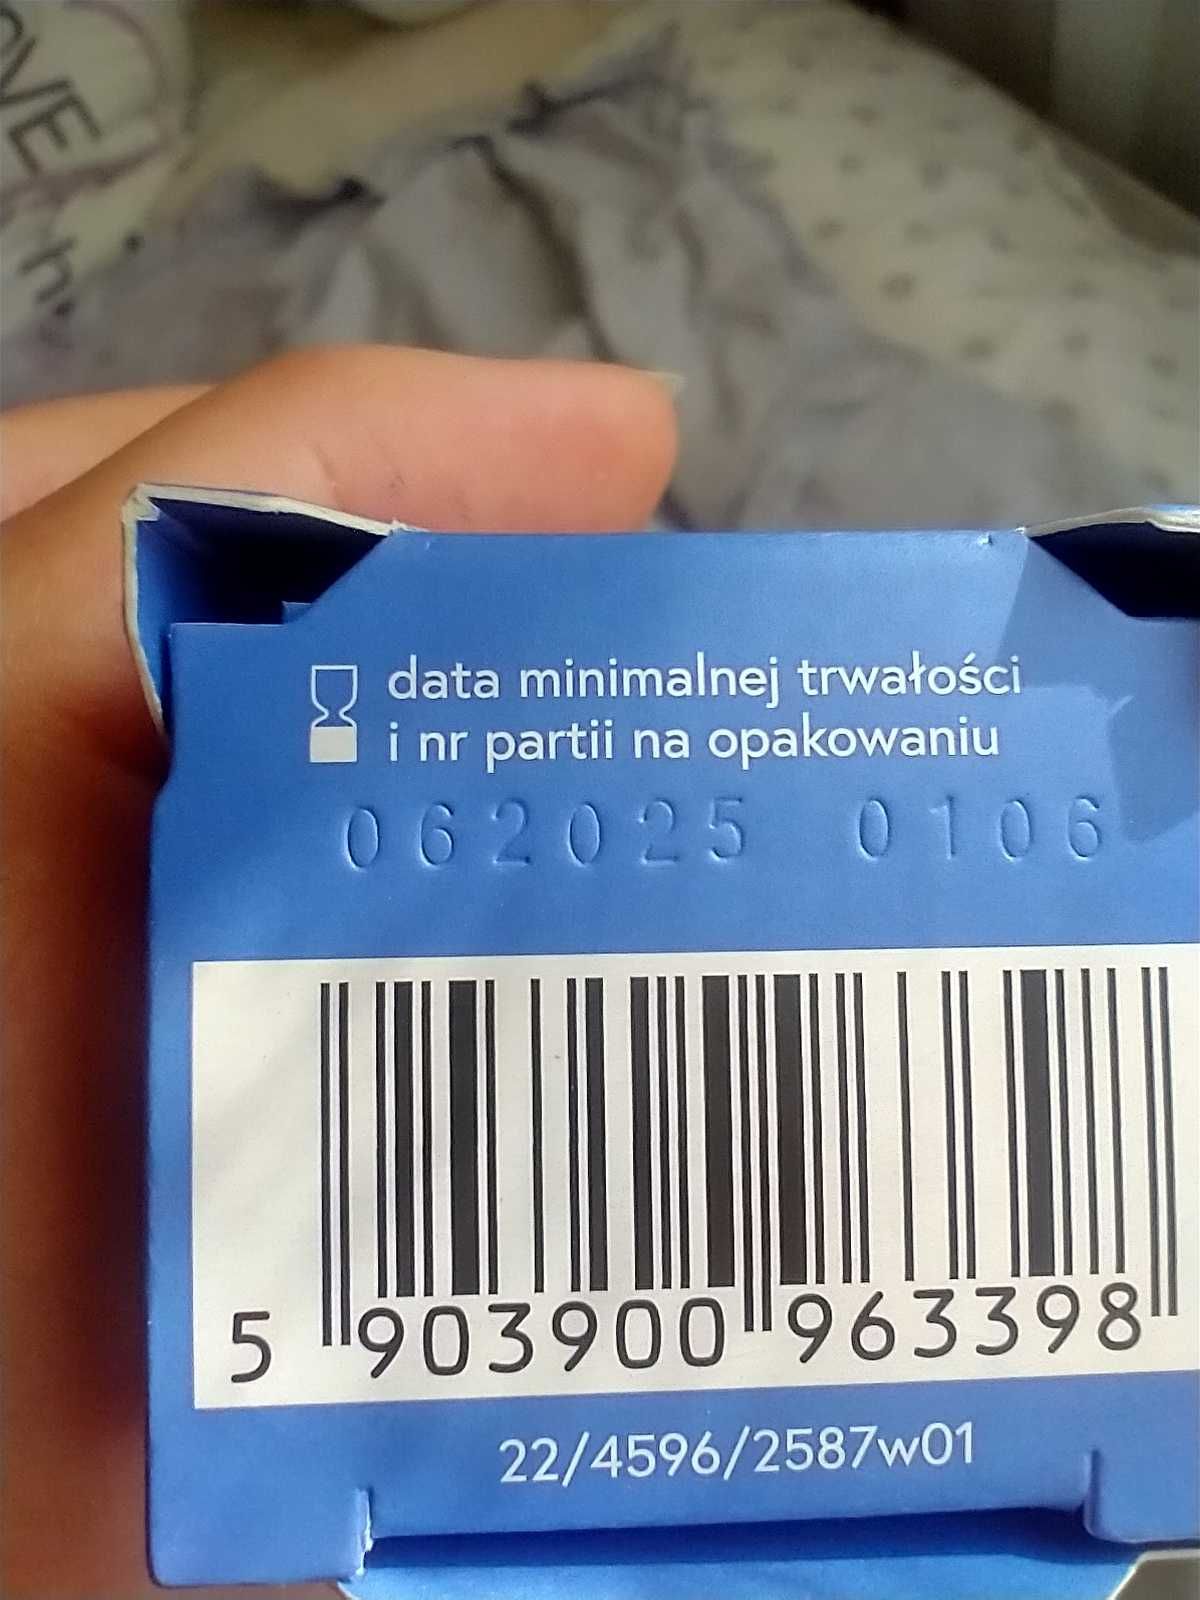 data minimalnej trwałości
i nr partii na opakowaniu
062025 0106
5 903900 963398
22/4596/2587w01